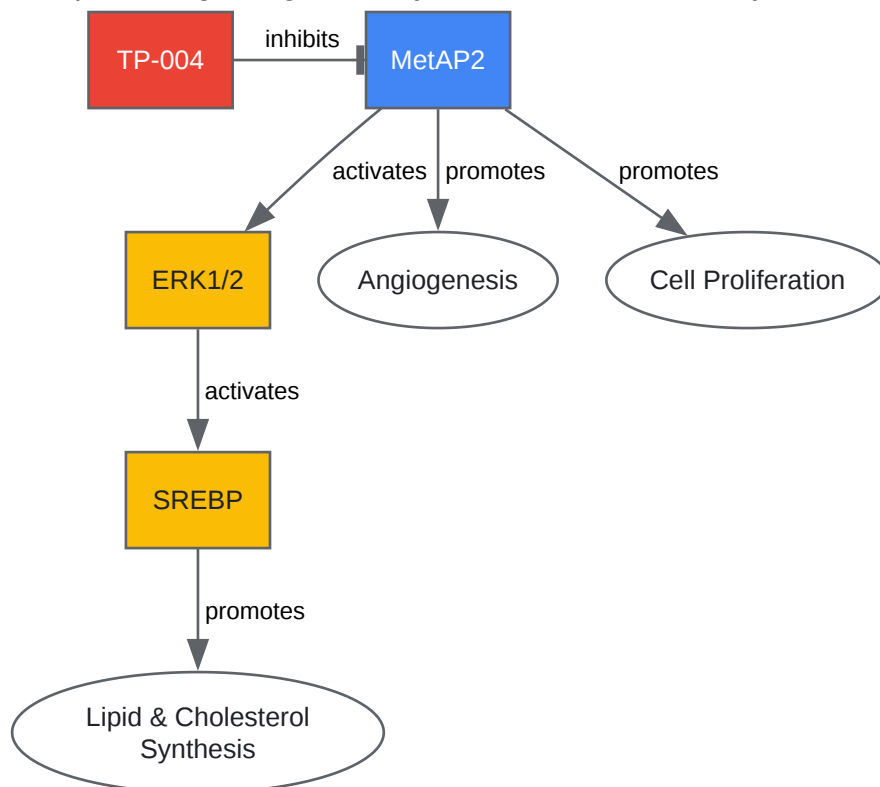 inhibits
TP-004
MetAP2
activates
promotes
promotes
ERK1/2
Angiogenesis
Cell Proliferation
activates
SREBP
promotes
Lipid & Cholesterol
Synthesis